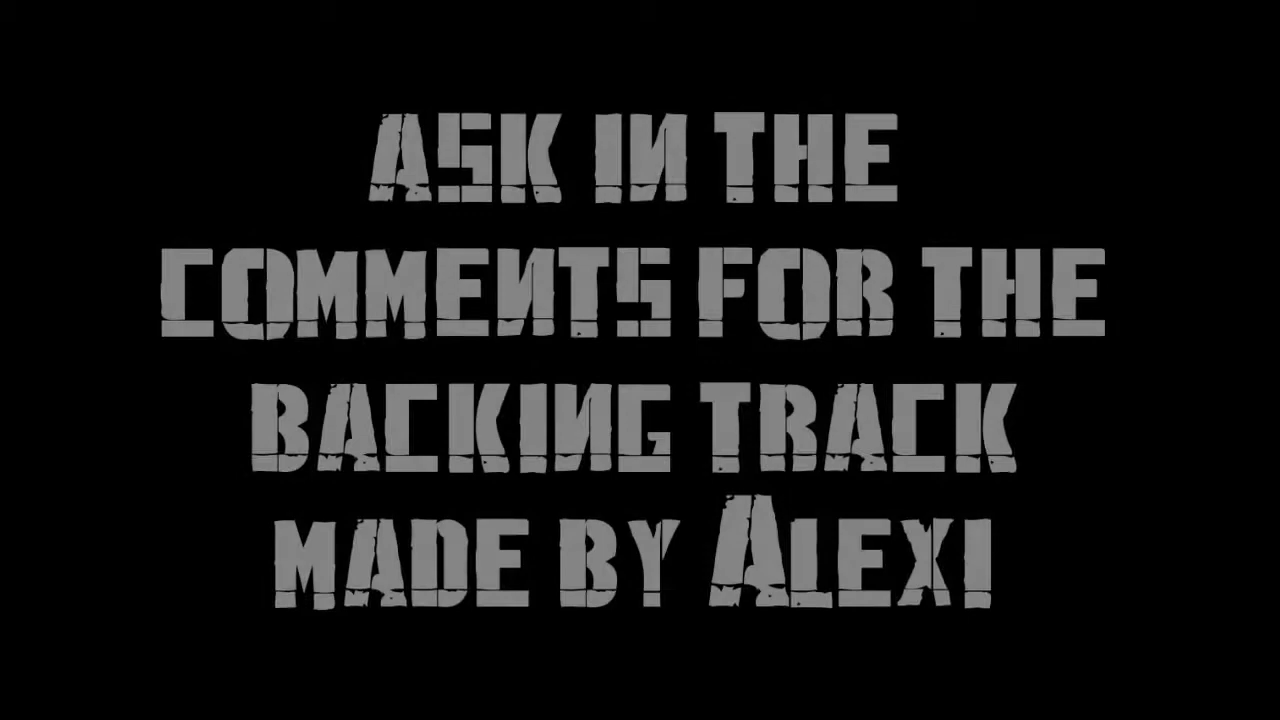 ASK IN THE
COMMENTS FOR THE
BACKING TRACK
MADE BY ALEXI